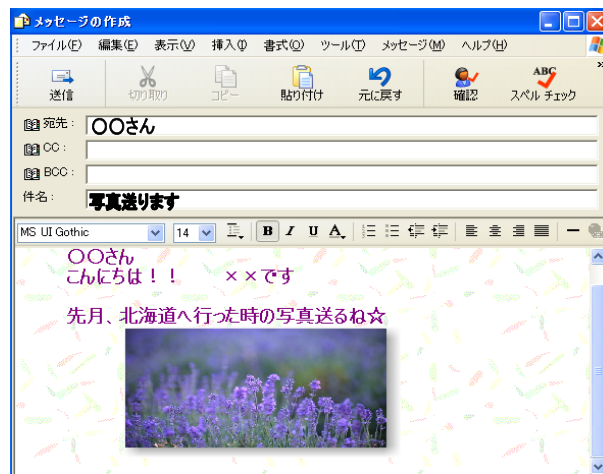 メッセージの作成
ファイル(F) 編集(E) 表示(V) 挿入(I) 書式(O) ツール(T) メッセージ(M) ヘルプ(H)
送信 切り取り コピー 貼り付け 元に戻す 確認 ABC スペル チェック »
宛先: 〇〇さん
CC:
BCC:
件名: 写真送ります
MS UI Gothic 14 B I U A
〇〇さん
こんにちは！！ ××です
先月、北海道へ行った時の写真送るね☆